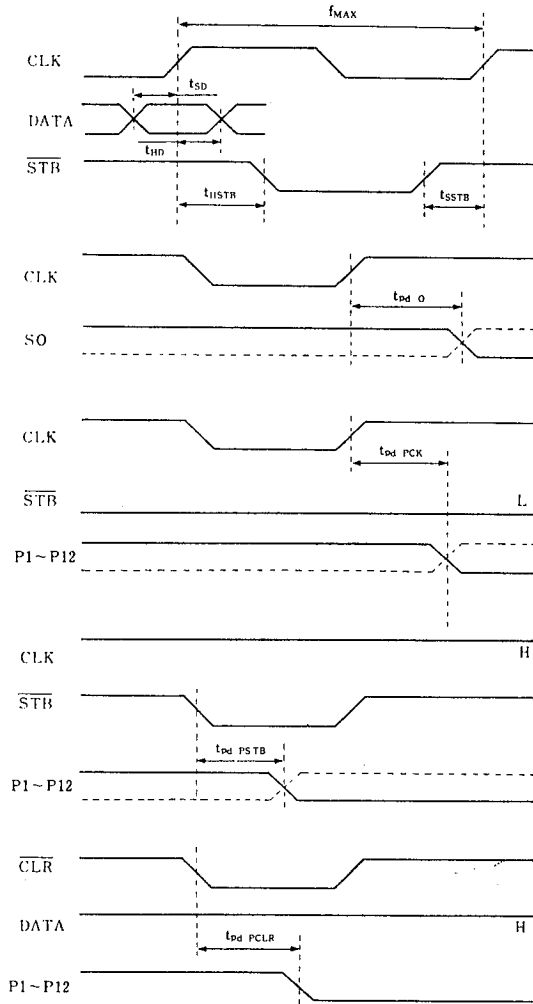 fMAX
CLK
tSD
DATA
tHD
STB
tHSTB
tSSTB
CLK
tpd O
SO
CLK
tpd PCK
STB
L
P1~P12
CLK
H
STB
tpd PSTB
P1~P12
CLR
DATA
H
tpd PCLR
P1~P12